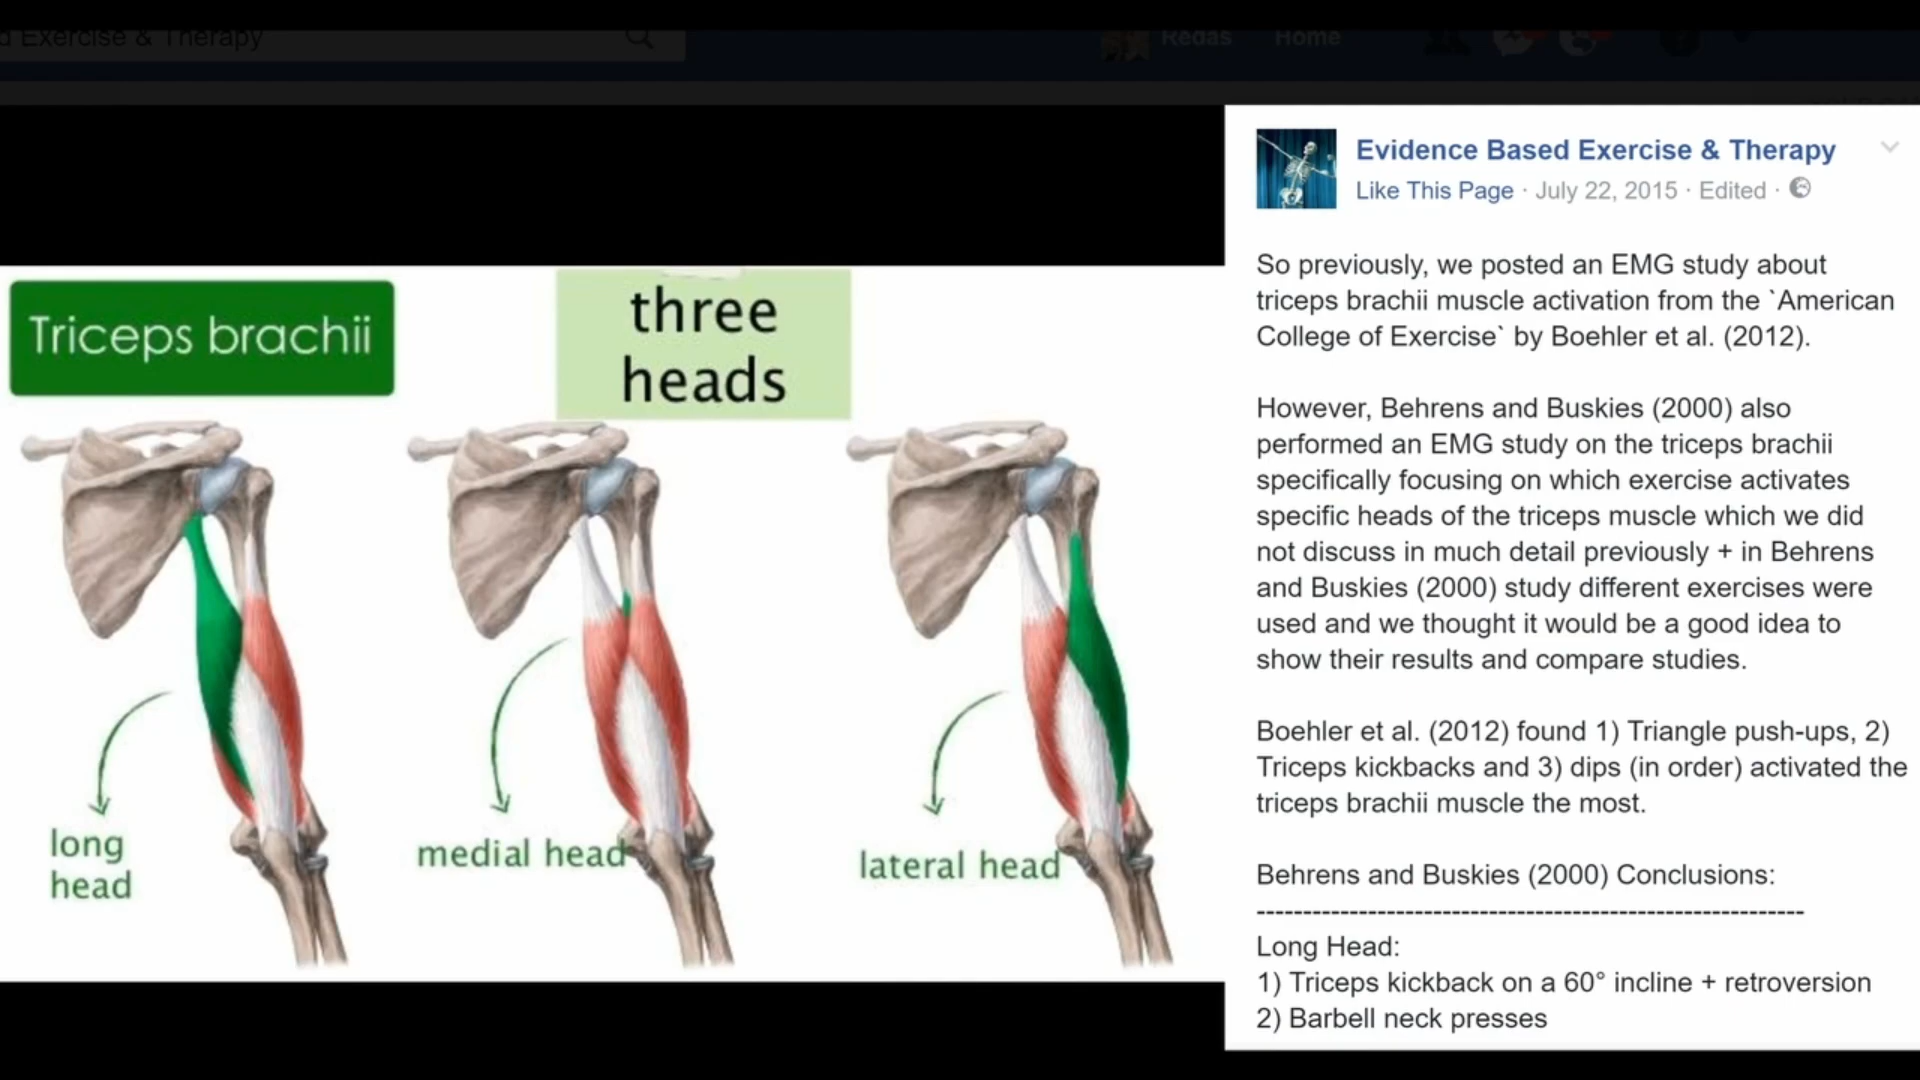 d Exercise & Therapy
Redas
Home
Triceps brachii
three
heads
long
head
medial head
lateral head
Evidence Based Exercise & Therapy
Like This Page · July 22, 2015 · Edited ·
So previously, we posted an EMG study about
triceps brachii muscle activation from the `American
College of Exercise` by Boehler et al. (2012).
However, Behrens and Buskies (2000) also
performed an EMG study on the triceps brachii
specifically focusing on which exercise activates
specific heads of the triceps muscle which we did
not discuss in much detail previously + in Behrens
and Buskies (2000) study different exercises were
used and we thought it would be a good idea to
show their results and compare studies.
Boehler et al. (2012) found 1) Triangle push-ups, 2)
Triceps kickbacks and 3) dips (in order) activated the
triceps brachii muscle the most.
Behrens and Buskies (2000) Conclusions:
-----------------------------------------------------------
Long Head:
1) Triceps kickback on a 60° incline + retroversion
2) Barbell neck presses